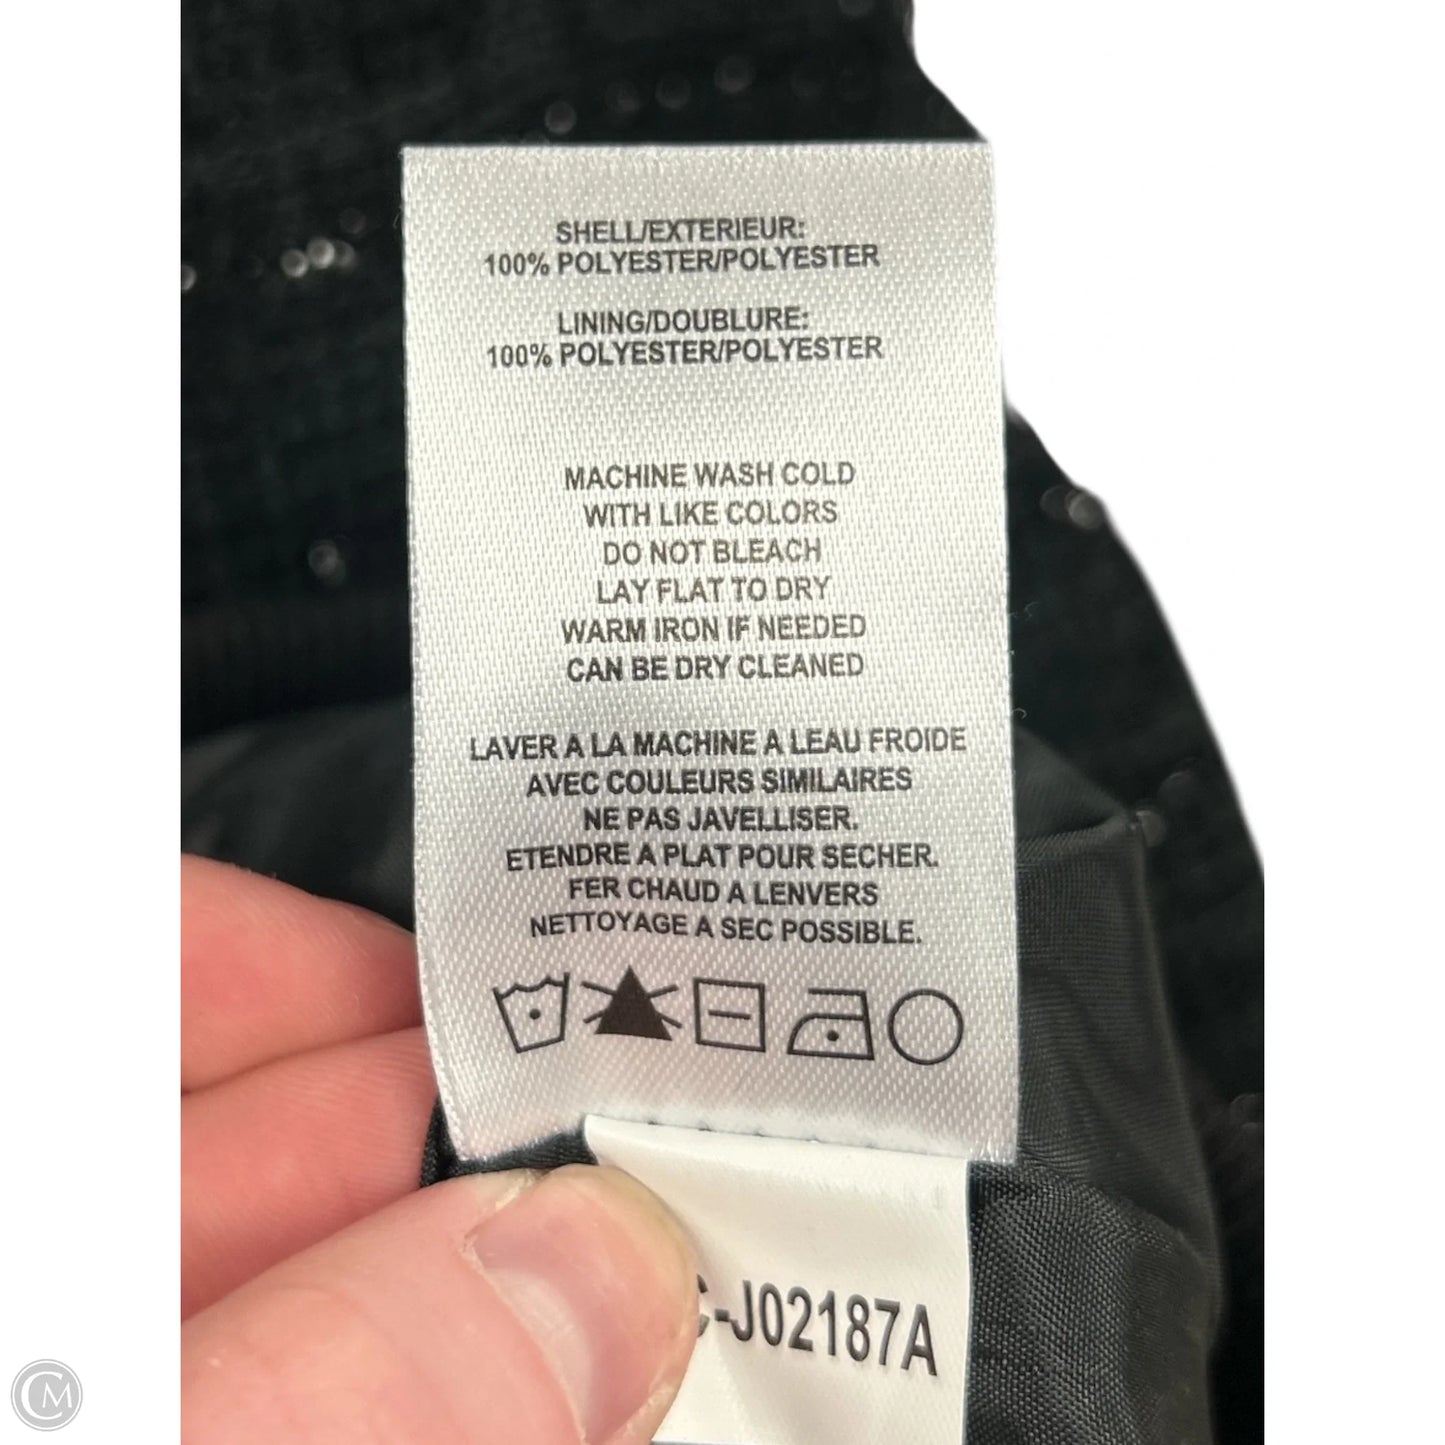 SHELL/EXTERIEUR:
100% POLYESTER/POLYESTER
LINING/DOUBLURE:
100% POLYESTER/POLYESTER
MACHINE WASH COLD
WITH LIKE COLORS
DO NOT BLEACH
LAY FLAT TO DRY
WARM IRON IF NEEDED
CAN BE DRY CLEANED
LAVER A LA MACHINE A LEAU FROIDE
AVEC COULEURS SIMILAIRES
NE PAS JAVELLISER.
ETENDRE A PLAT POUR SECHER.
FER CHAUD A LENVERS
NETTOYAGE A SEC POSSIBLE.
C-J02187A
CM